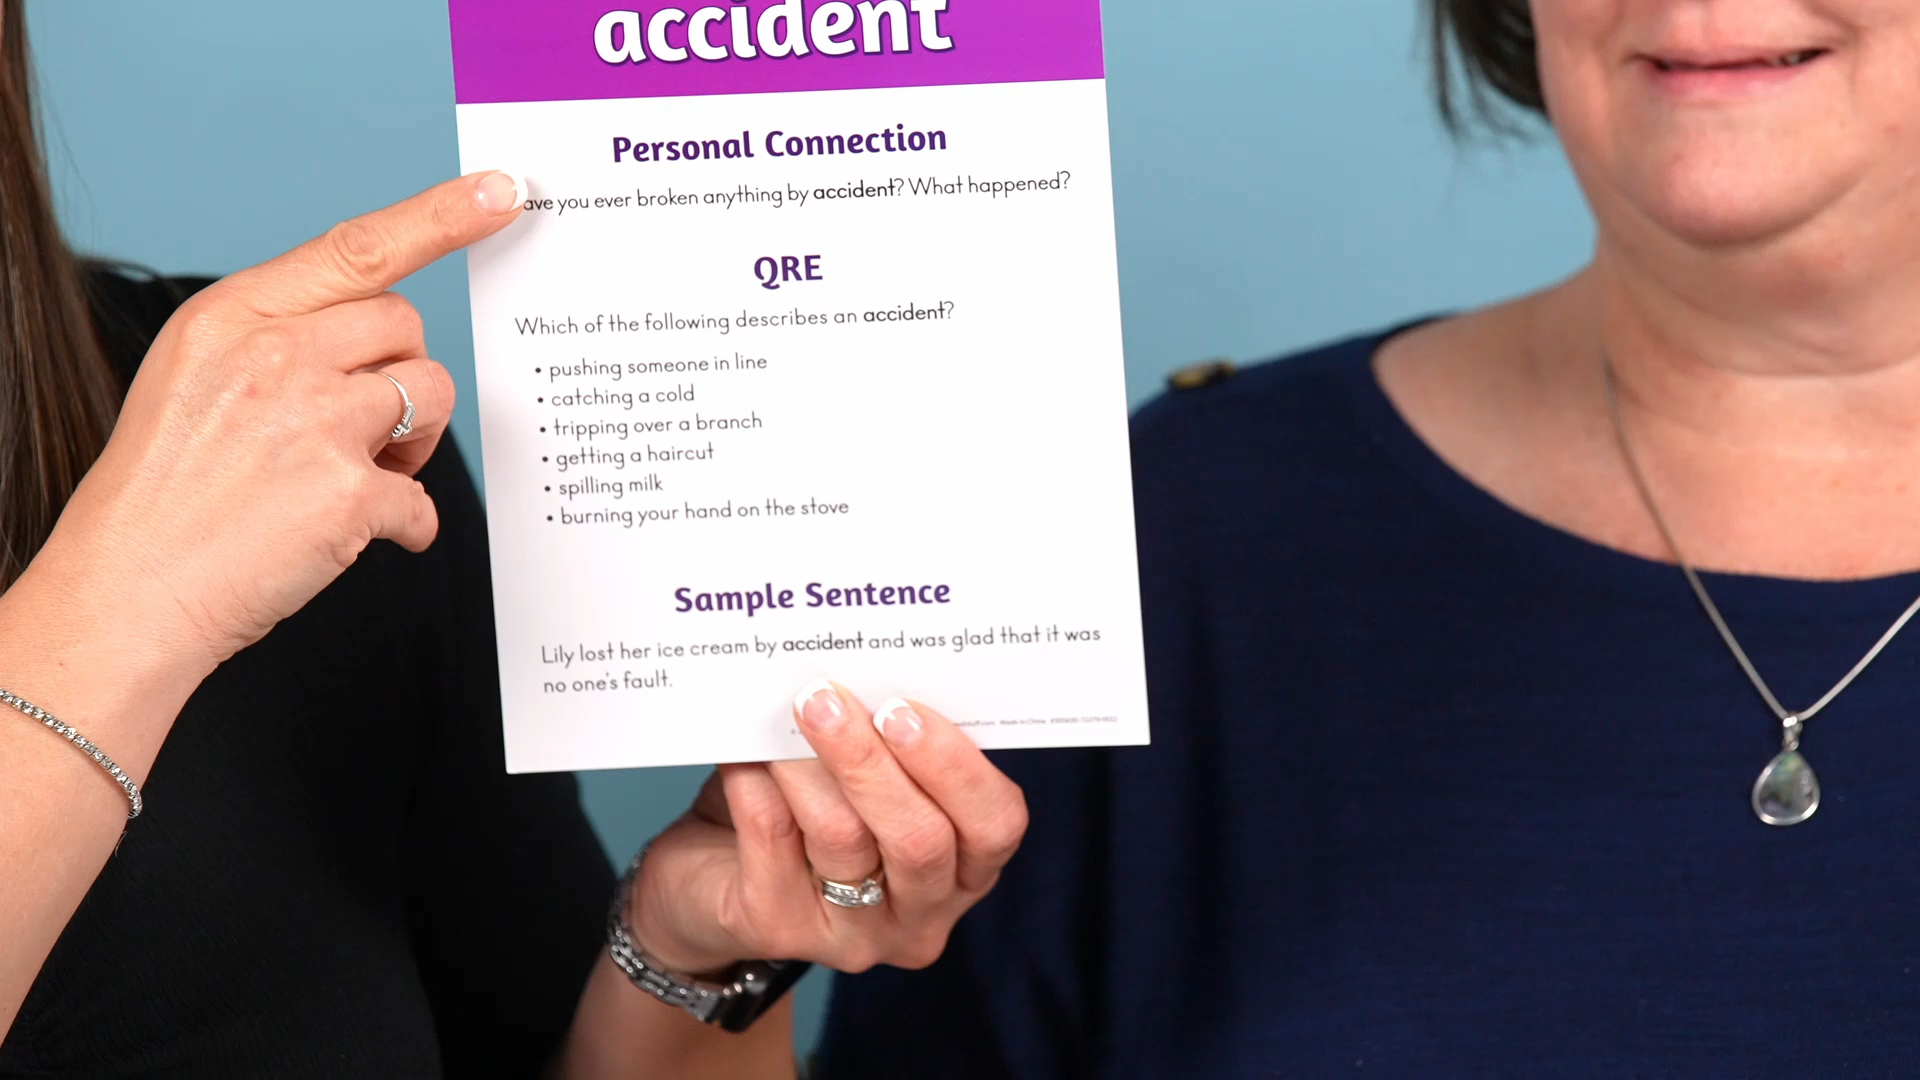 accident
Personal Connection
ave you ever broken anything by accident? What happened?
QRE
Which of the following describes an accident?
• pushing someone in line
• catching a cold
• tripping over a branch
• getting a haircut
• spilling milk
• burning your hand on the stove
Sample Sentence
Lily lost her ice cream by accident and was glad that it was
no one's fault.
Made in China